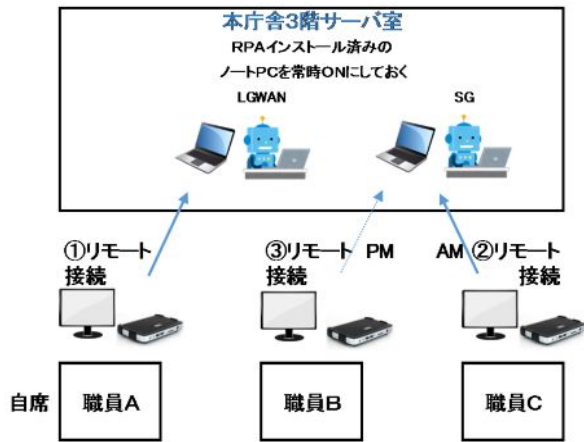 本庁舎3階サーバ室
RPAインストール済みの
ノートPCを常時ONにしておく
LGWAN
SG
①リモート
接続
③リモート PM
接続
AM ②リモート
接続
自席
職員A
職員B
職員C